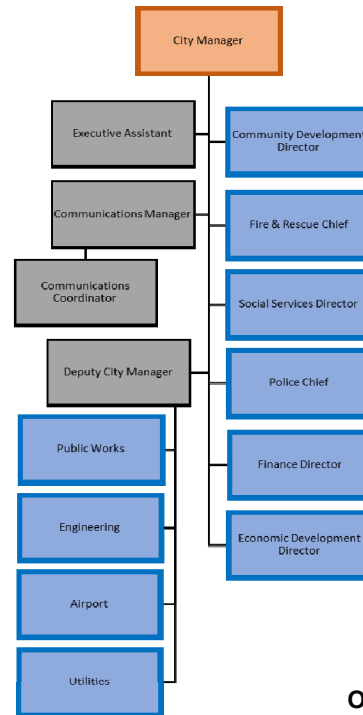 City Manager
Executive Assistant
Community Development
Director
Communications Manager
Fire & Rescue Chief
Communications
Coordinator
Social Services Director
Deputy City Manager
Police Chief
Public Works
Finance Director
Engineering
Economic Development
Director
Airport
Utilities
O